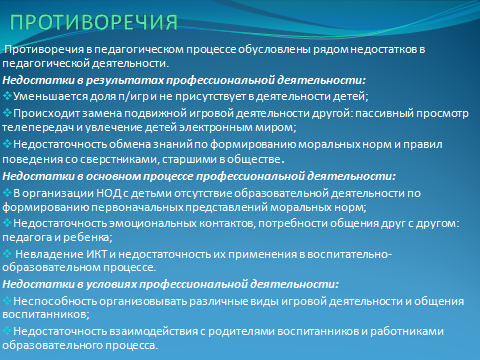 ПРОТИВОРЕЧИЯ
Противоречия в педагогическом процессе обусловлены рядом недостатков в
педагогической деятельности.
Недостатки в результатах профессиональной деятельности:
Уменьшается доля п/игр и не присутствует в деятельности детей;
Происходит замена подвижной игровой деятельности другой: пассивный просмотр
телепередач и увлечение детей электронным миром;
Недостаточность обмена знаний по формированию моральных норм и правил
поведения со сверстниками, старшими в обществе.
Недостатки в основном процессе профессиональной деятельности:
В организации НОД с детьми отсутствие образовательной деятельности по
формированию первоначальных представлений моральных норм;
Недостаточность эмоциональных контактов, потребности общения друг с другом:
педагога и ребенка;
Невладение ИКТ и недостаточность их применения в воспитательно-
образовательном процессе.
Недостатки в условиях профессиональной деятельности:
Неспособность организовывать различные виды игровой деятельности и общения
воспитанников;
Недостаточность взаимодействия с родителями воспитанников и работниками
образовательного процесса.